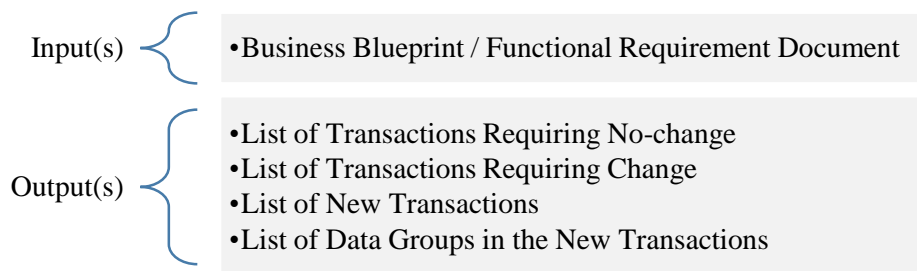 Input(s)
•Business Blueprint / Functional Requirement Document
Output(s)
•List of Transactions Requiring No-change
•List of Transactions Requiring Change
•List of New Transactions
•List of Data Groups in the New Transactions